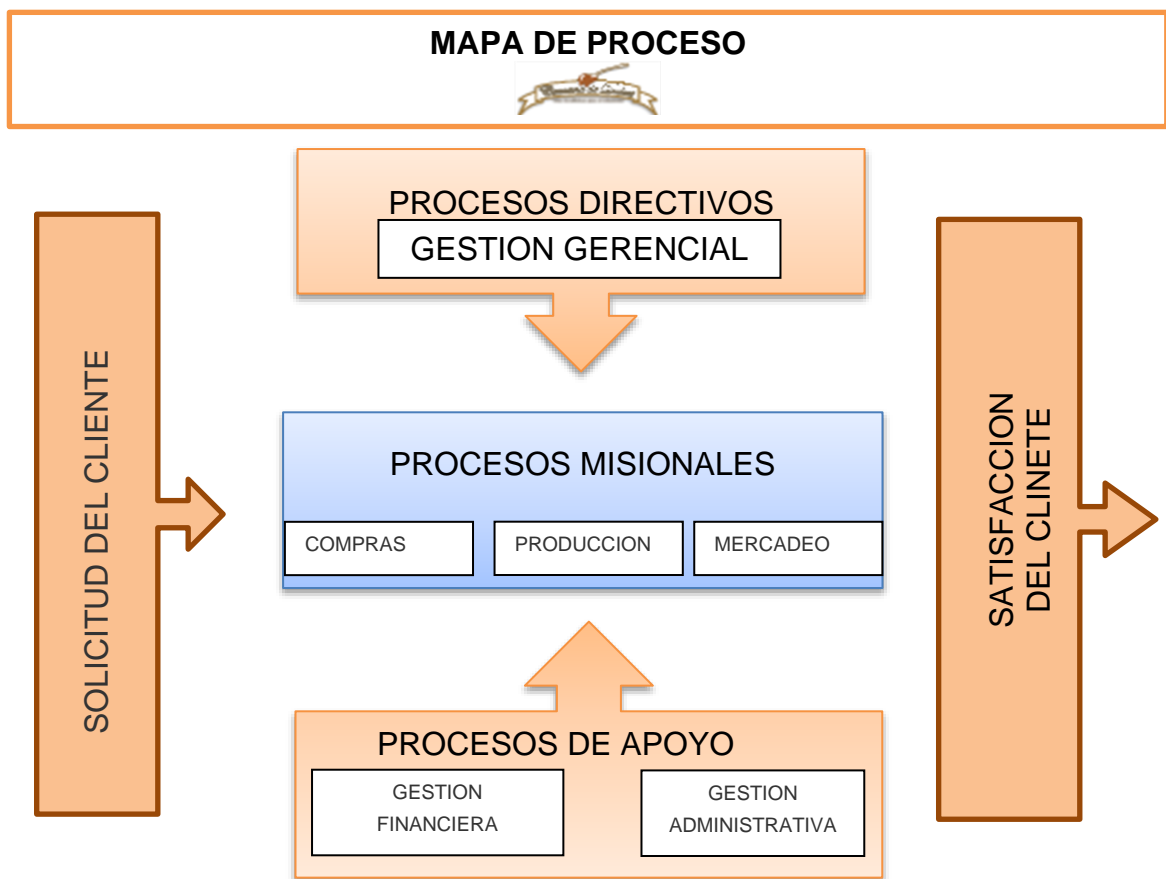 MAPA DE PROCESO
PROCESOS DIRECTIVOS
GESTION GERENCIAL
SOLICITUD DEL CLIENTE
PROCESOS MISIONALES
COMPRAS
PRODUCCION
MERCADEO
SATISFACCION
DEL CLINETE
PROCESOS DE APOYO
GESTION
FINANCIERA
GESTION
ADMINISTRATIVA